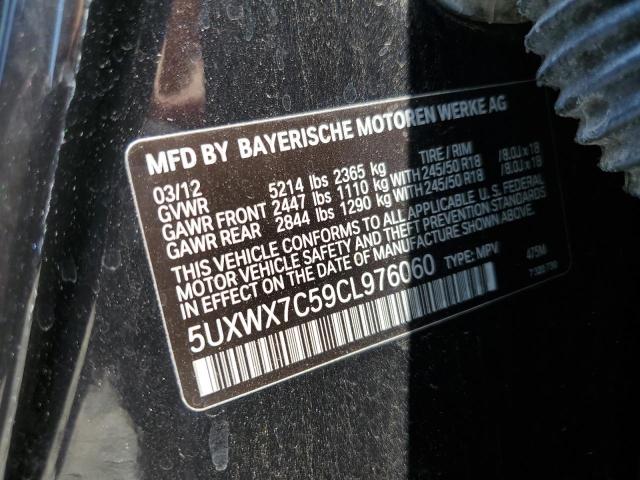 MFD BY BAYERISCHE MOTOREN WERKE AG
03/12 TIRE / RIM
GVWR 5214 lbs 2365 kg
GAWR FRONT 2447 lbs 1110 kg WITH 245/50 R18 /8.0J x 18
GAWR REAR 2844 lbs 1290 kg WITH 245/50 R18 /8.0J x 18
THIS VEHICLE CONFORMS TO ALL APPLICABLE U.S. FEDERAL
MOTOR VEHICLE SAFETY AND THEFT PREVENTION STANDARDS
IN EFFECT ON THE DATE OF MANUFACTURE SHOWN ABOVE.
5UXWX7C59CL976060 TYPE: MPV 475M